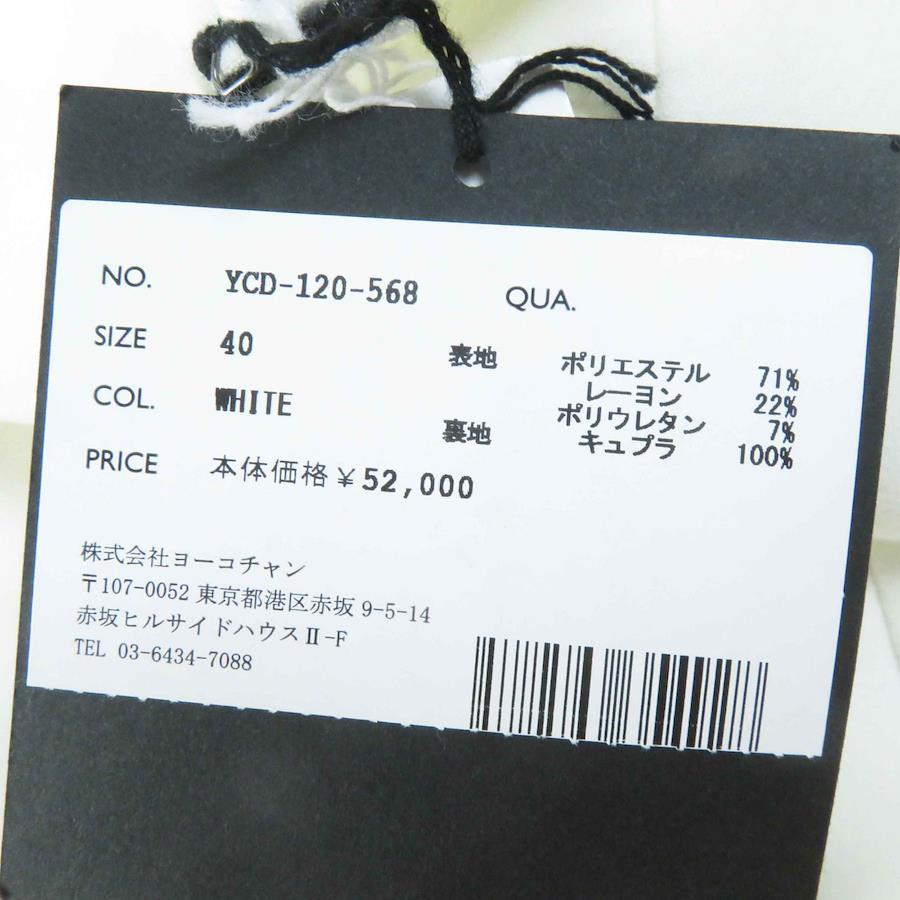 NO. YCD-120-568
QUA.
SIZE 40
表地 ポリエステル 71%
レーヨン 22%
COL. WHITE
ポリウレタン 7%
裏地 キュプラ 100%
PRICE 本体価格¥52,000
株式会社ヨーコチャン
〒107-0052 東京都港区赤坂 9-5-14
赤坂ヒルサイドハウスⅡ-F
TEL 03-6434-7088